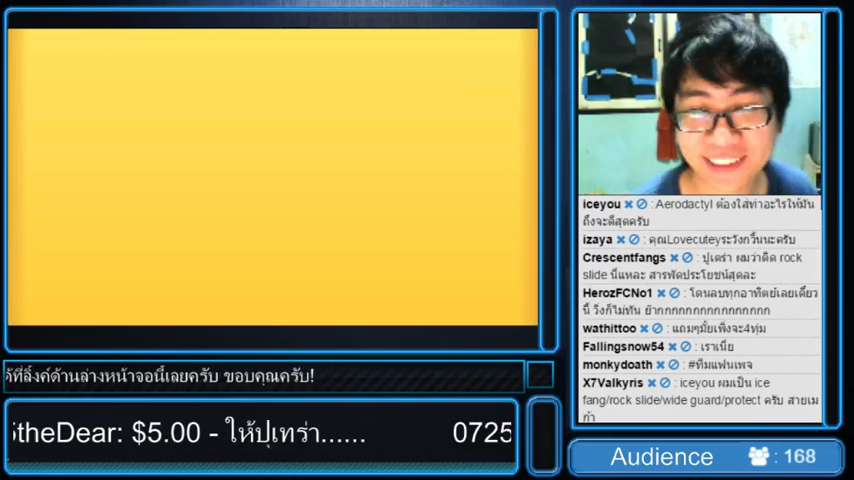 iceyou : Aerodactyl ต้องใส่ท่าอะไรให้มัน
ถึงจะดีสุดครับ
izaya : คุณLovecuteyระวังกวิ้นนะครับ
Crescentfangs : ปูเตร่า ผมว่าติด rock
slide นี่แหละ สารพัดประโยชน์สุดละ
HerozFCNo1 : โดนลบทุกอาทิตย์เลยเดี๋ยว
นี้ วิ่งก็ไม่ทัน ย๊ากกกกกกกกกกกกกกกกก
wathittoo : แถมๆมั้ยเพิ่งจะ4ทุ่ม
Fallingsnow54 : เราเนี่ย
monkydoath : #ทีมแฟนเพจ
X7Valkyris : iceyou ผมเป็น ice
fang/rock slide/wide guard/protect ครับ สายเม
ก้า
ที่ลิ้งค์ด้านล่างหน้าจอนี้เลยครับ ขอบคุณครับ!
theDear: $5.00 - ให้ปุเทร่า...... 0725
Audience : 168